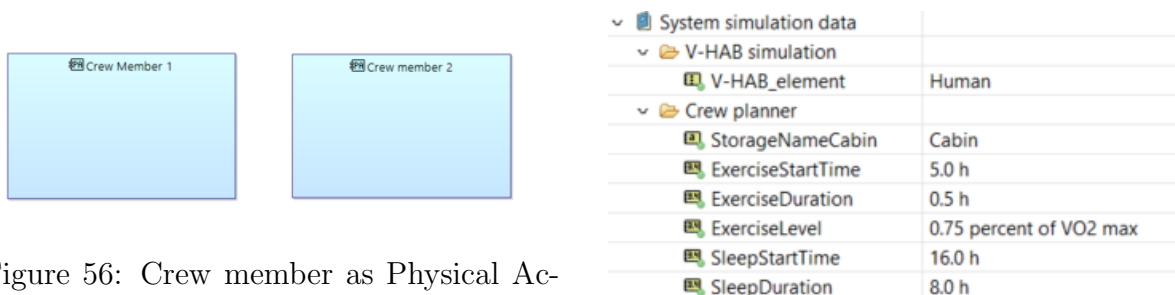 Crew Member 1
Crew member 2
igure 56: Crew member as Physical Ac-
System simulation data
V-HAB simulation
V-HAB_element Human
Crew planner
StorageNameCabin Cabin
ExerciseStartTime 5.0 h
ExerciseDuration 0.5 h
ExerciseLevel 0.75 percent of VO2 max
SleepStartTime 16.0 h
SleepDuration 8.0 h